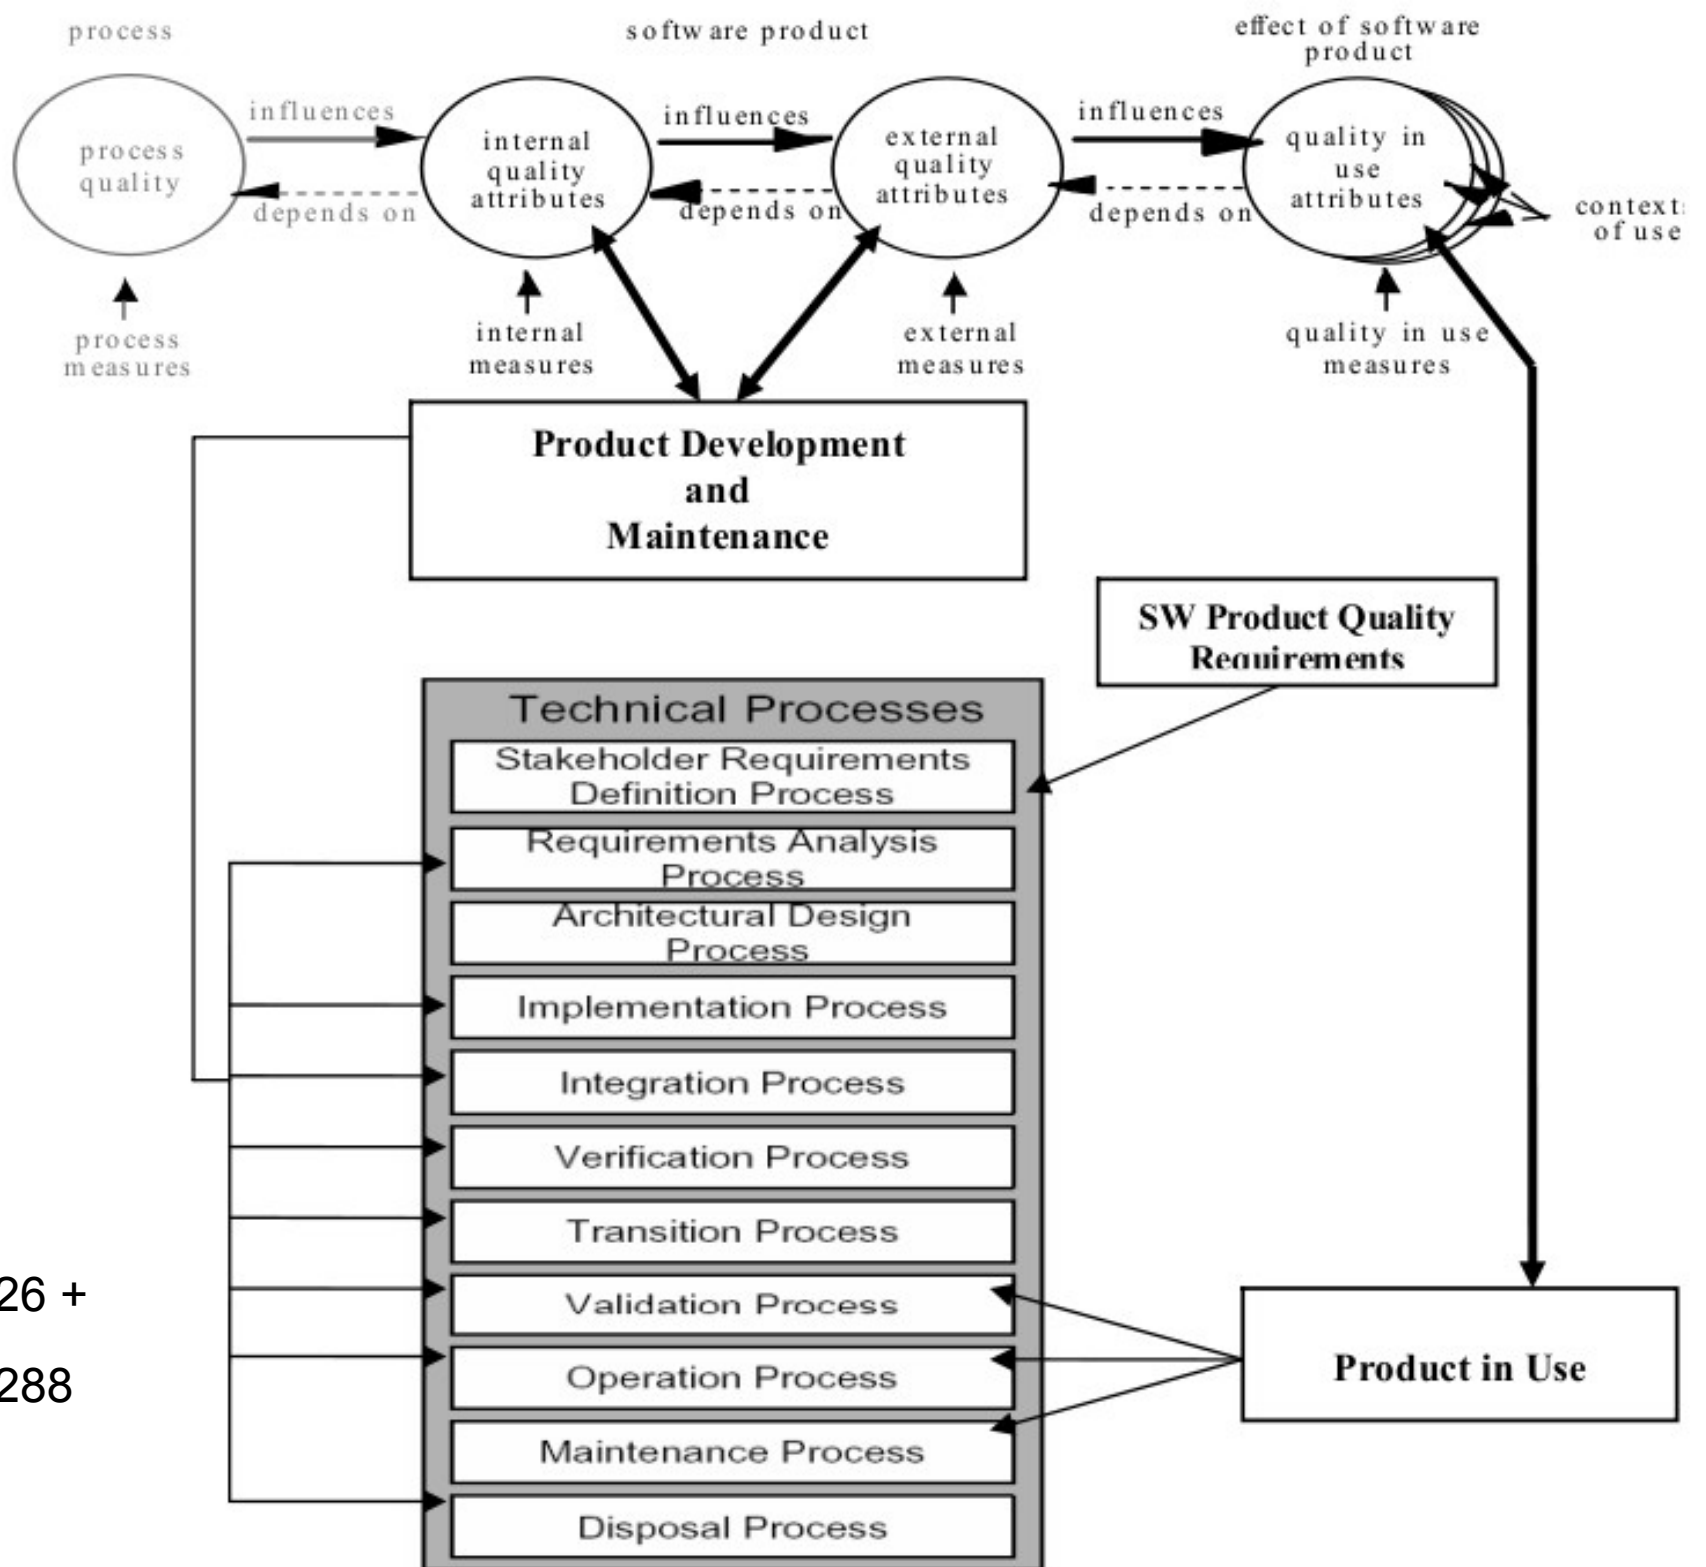 process
software product
effect of software
product
influences
influences
influences
process
quality
internal
quality
attributes
external
quality
attributes
quality in
use
attributes
depends on
depends on
depends on
context
of use
process
measures
internal
measures
external
measures
quality in use
measures
Product Development
and
Maintenance
SW Product Quality
Requirements
Technical Processes
Stakeholder Requirements
Definition Process
Requirements Analysis
Process
Architectural Design
Process
Implementation Process
Integration Process
Verification Process
Transition Process
26 +
Validation Process
288
Operation Process
Product in Use
Maintenance Process
Disposal Process